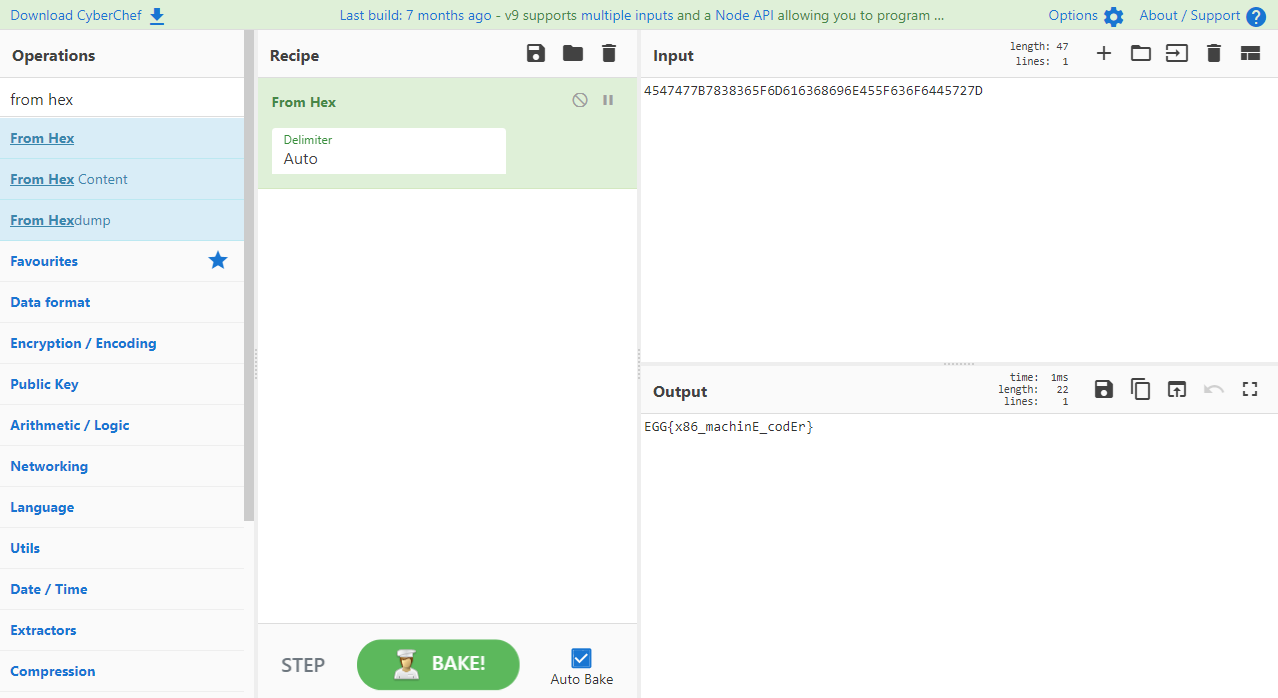 Download CyberChef
Last build: 7 months ago - v9 supports multiple inputs and a Node API allowing you to program ...
Options
About / Support
Operations
from hex
From Hex
From Hex Content
From Hexdump
Favourites
Data format
Encryption / Encoding
Public Key
Arithmetic / Logic
Networking
Language
Utils
Date / Time
Extractors
Compression
Recipe
From Hex
Delimiter
Auto
STEP
BAKE!
Auto Bake
Input
length: 47
lines: 1
4547477B7838365F6D616368696E455F636F6445727D
Output
time: 1ms
length: 22
lines: 1
EGG{x86_machinE_codEr}